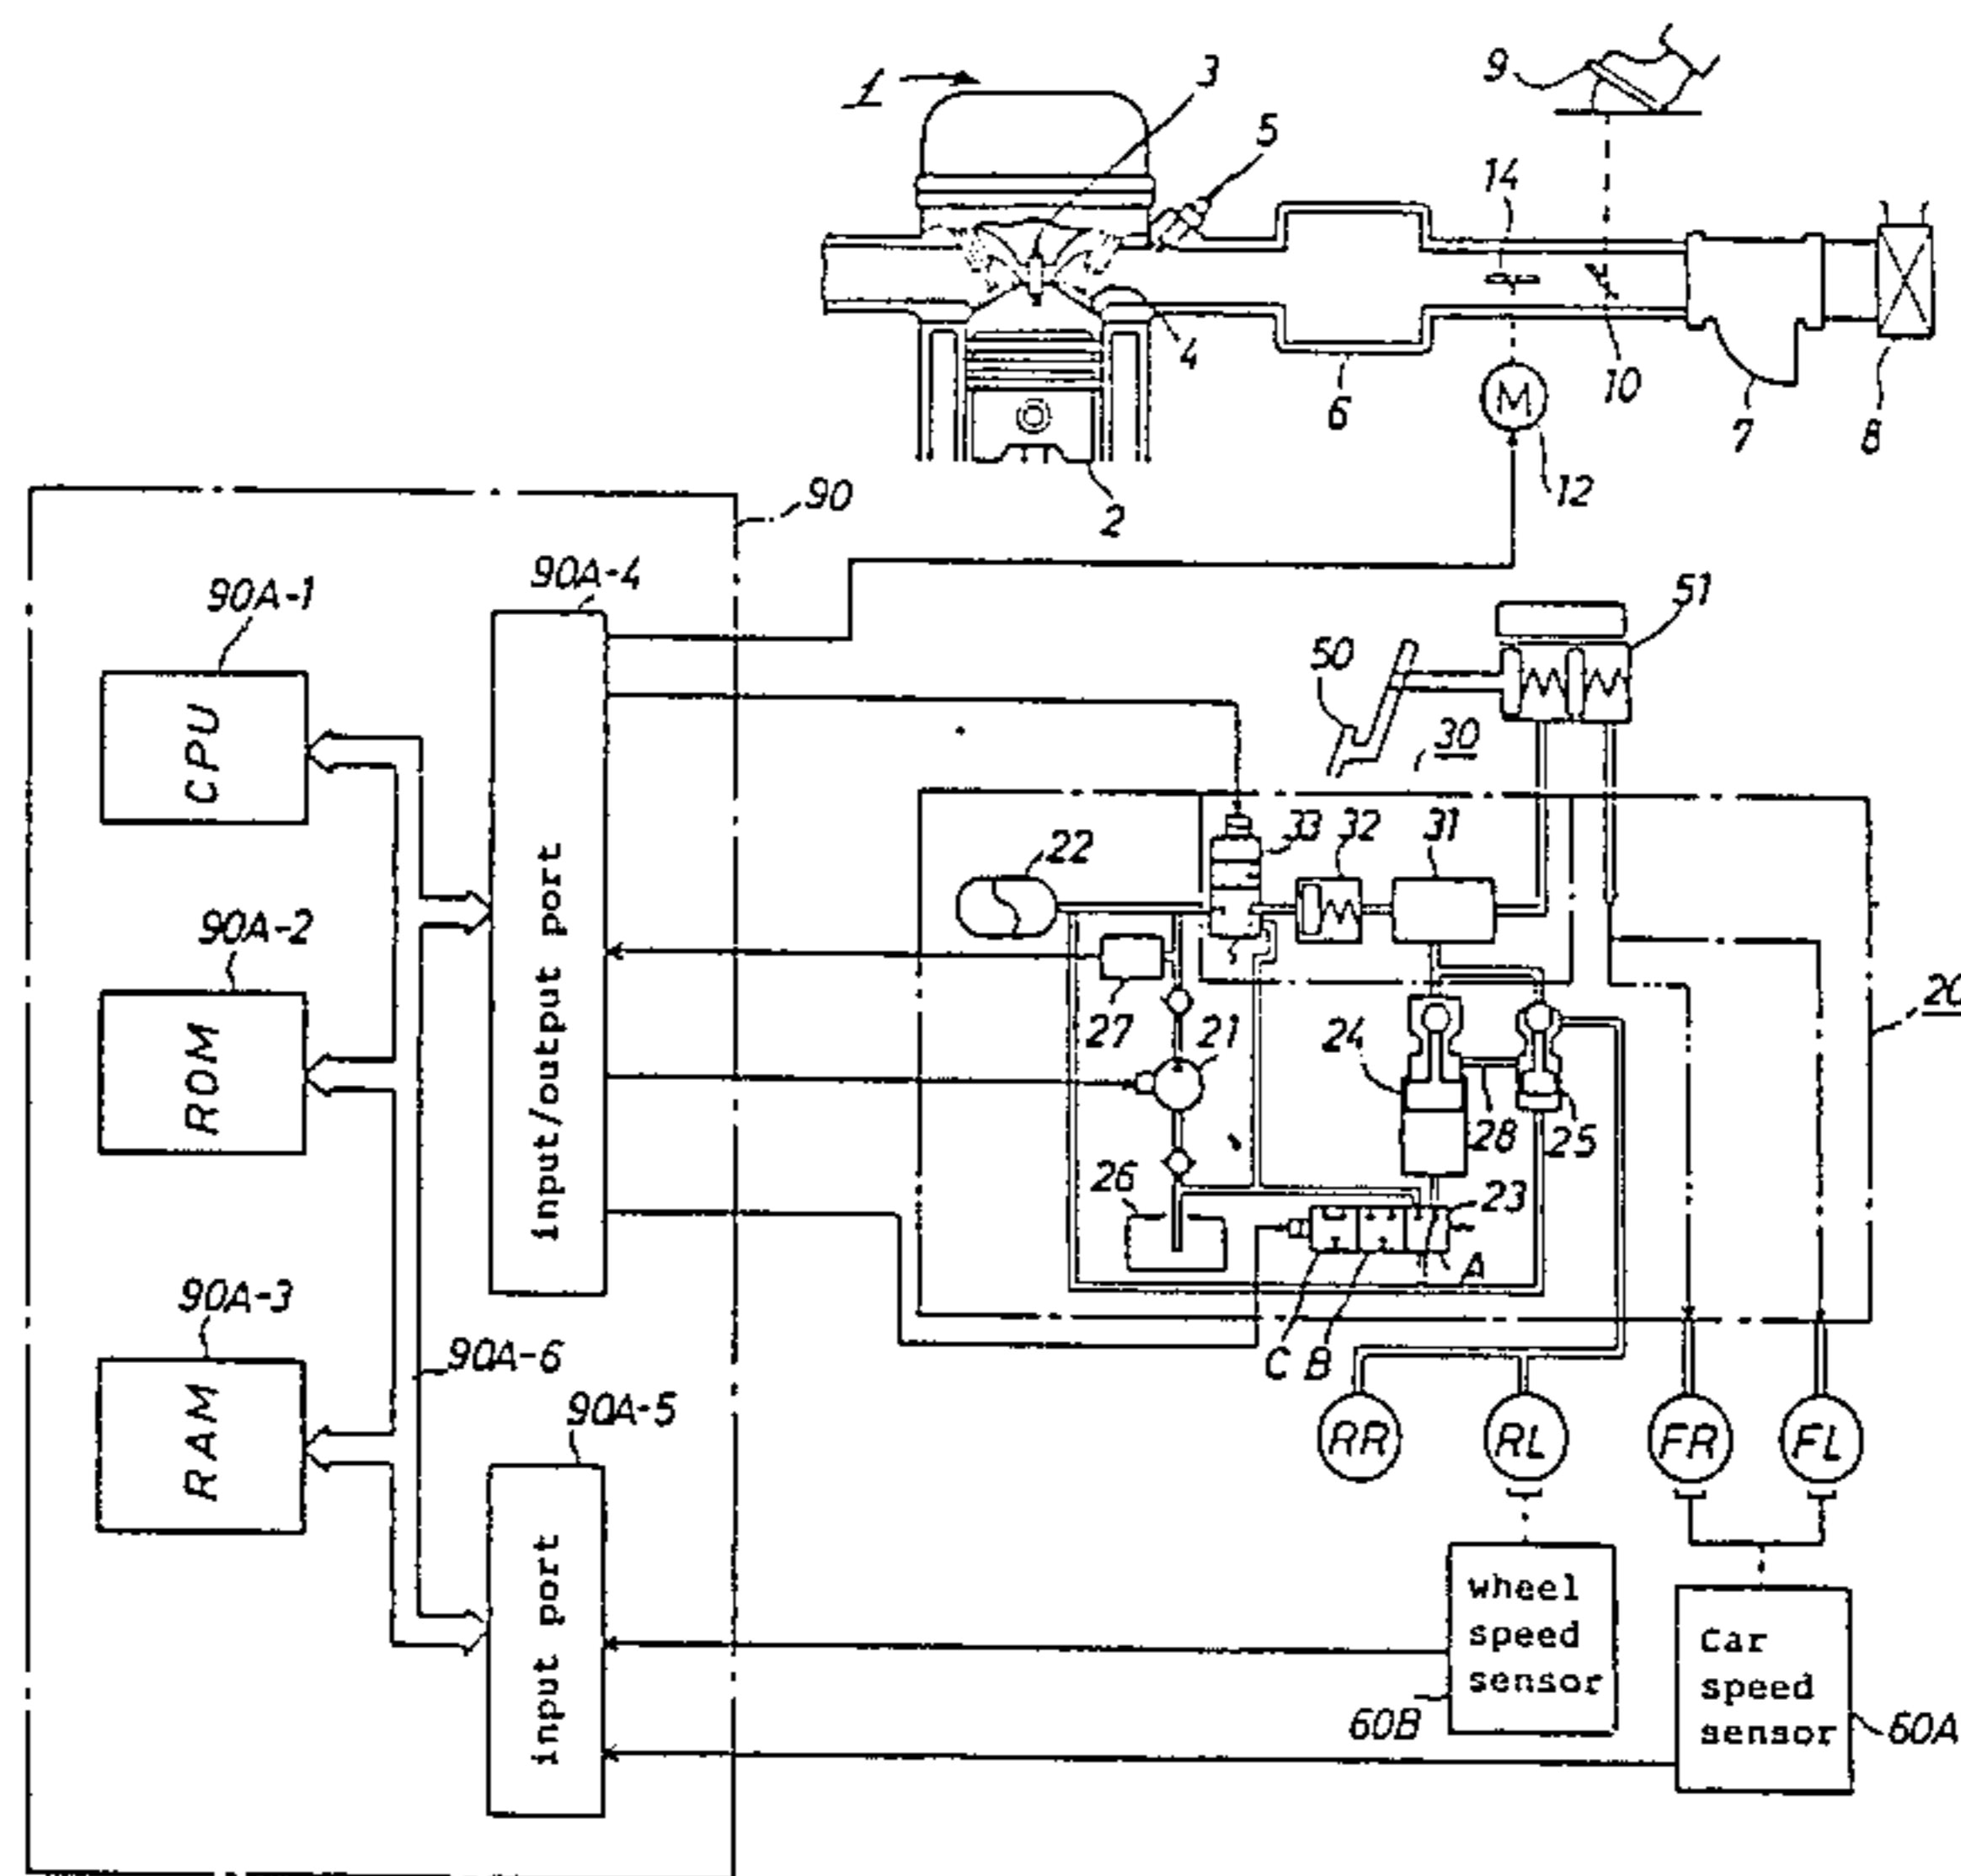 1
3
5
9
14
4
6
10
7
8
M
12
2
90
90A-4
90A-1
CPU
input/output port
51
50
30
33
32
31
22
90A-2
ROM
27
21
24
28
25
20
26
23
A
C
B
90A-3
RAM
90A-6
90A-5
input port
RR
RL
FR
FL
wheel
speed
sensor
60B
Car
speed
sensor
60A